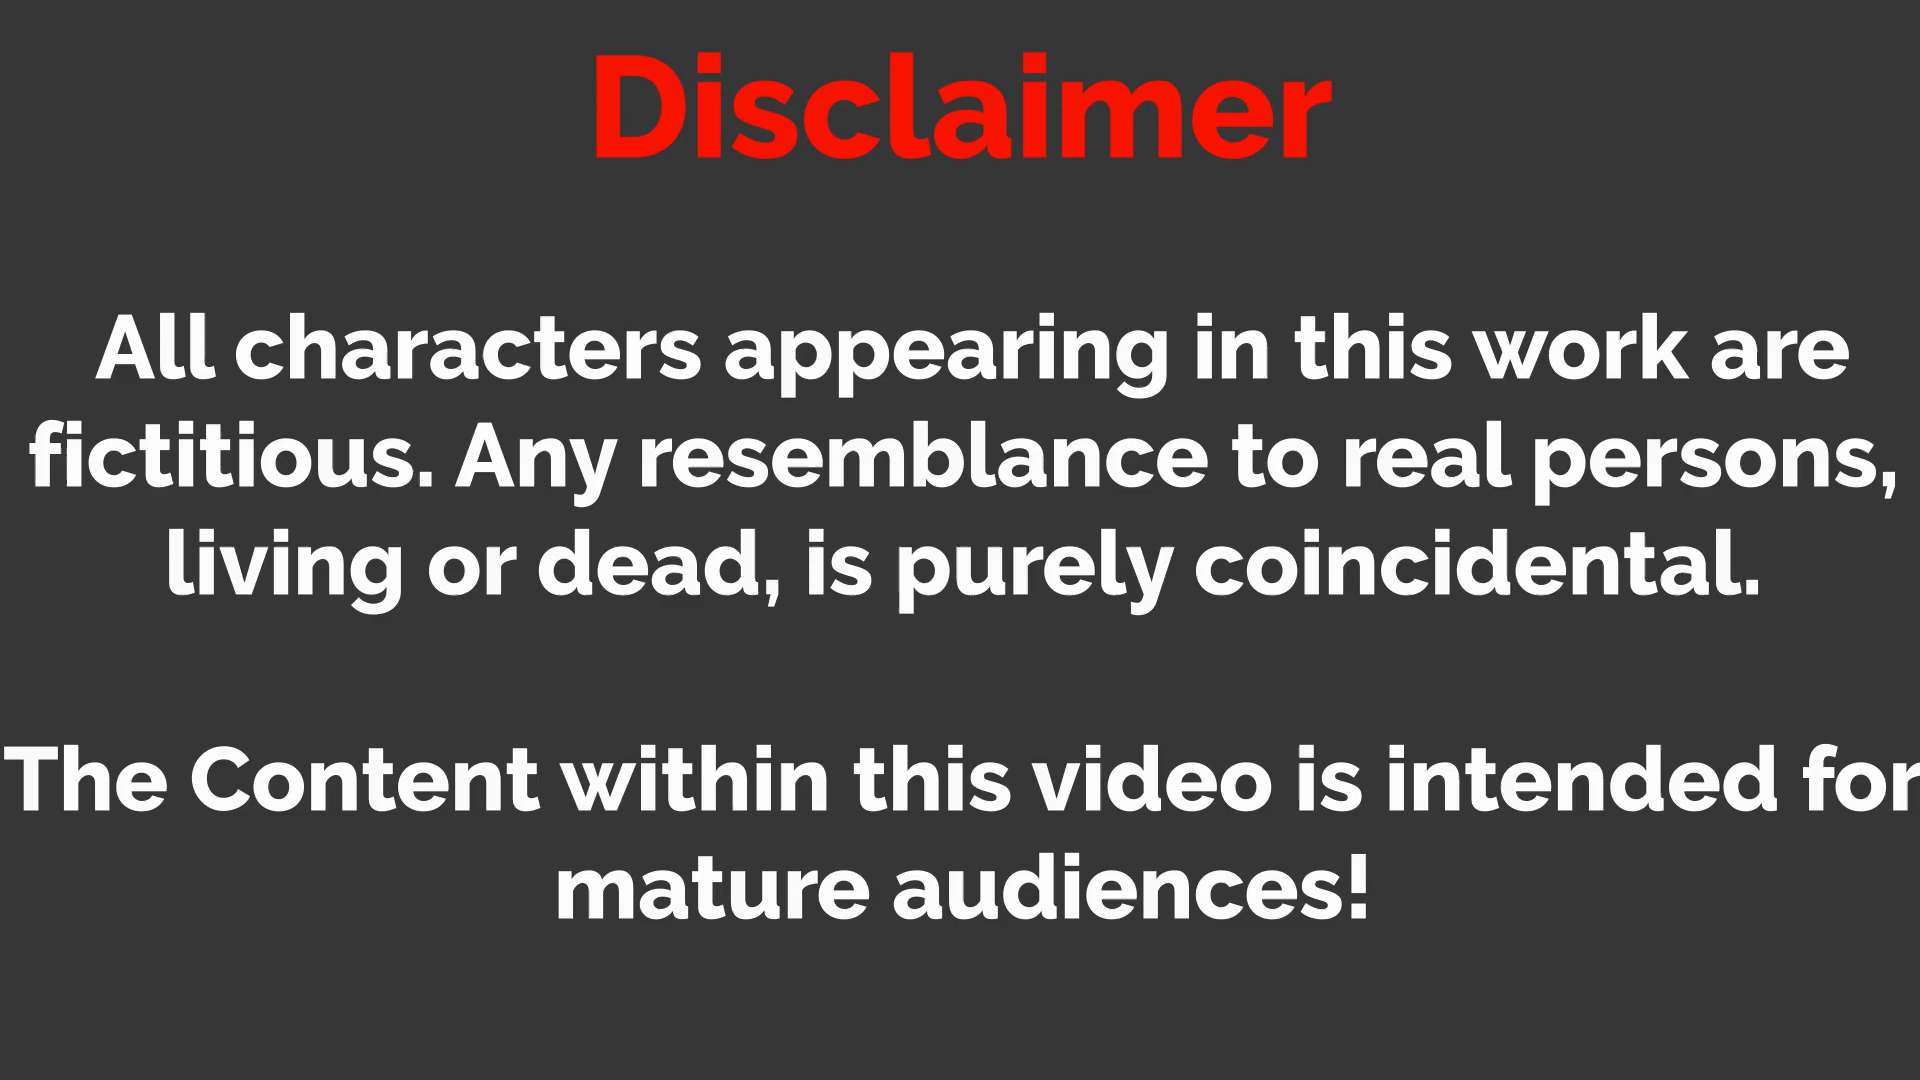 Disclaimer
All characters appearing in this work are
fictitious. Any resemblance to real persons,
living or dead, is purely coincidental.
The Content within this video is intended for
mature audiences!